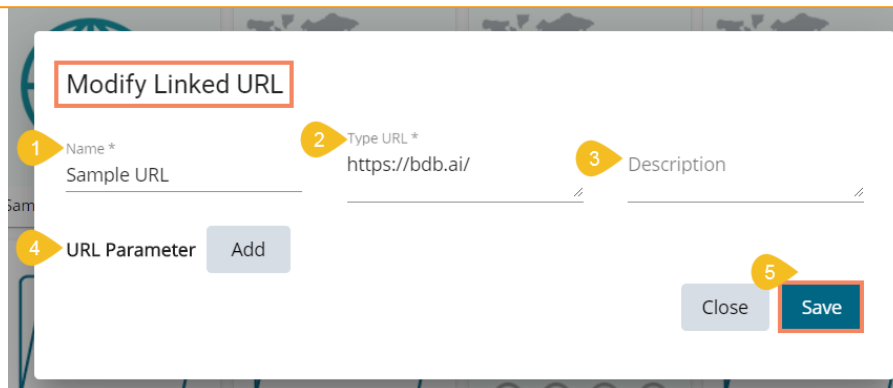 Modify Linked URL
1 Name *
Sample URL
2 Type URL *
https://bdb.ai/
3 Description
4 URL Parameter Add
5
Close Save